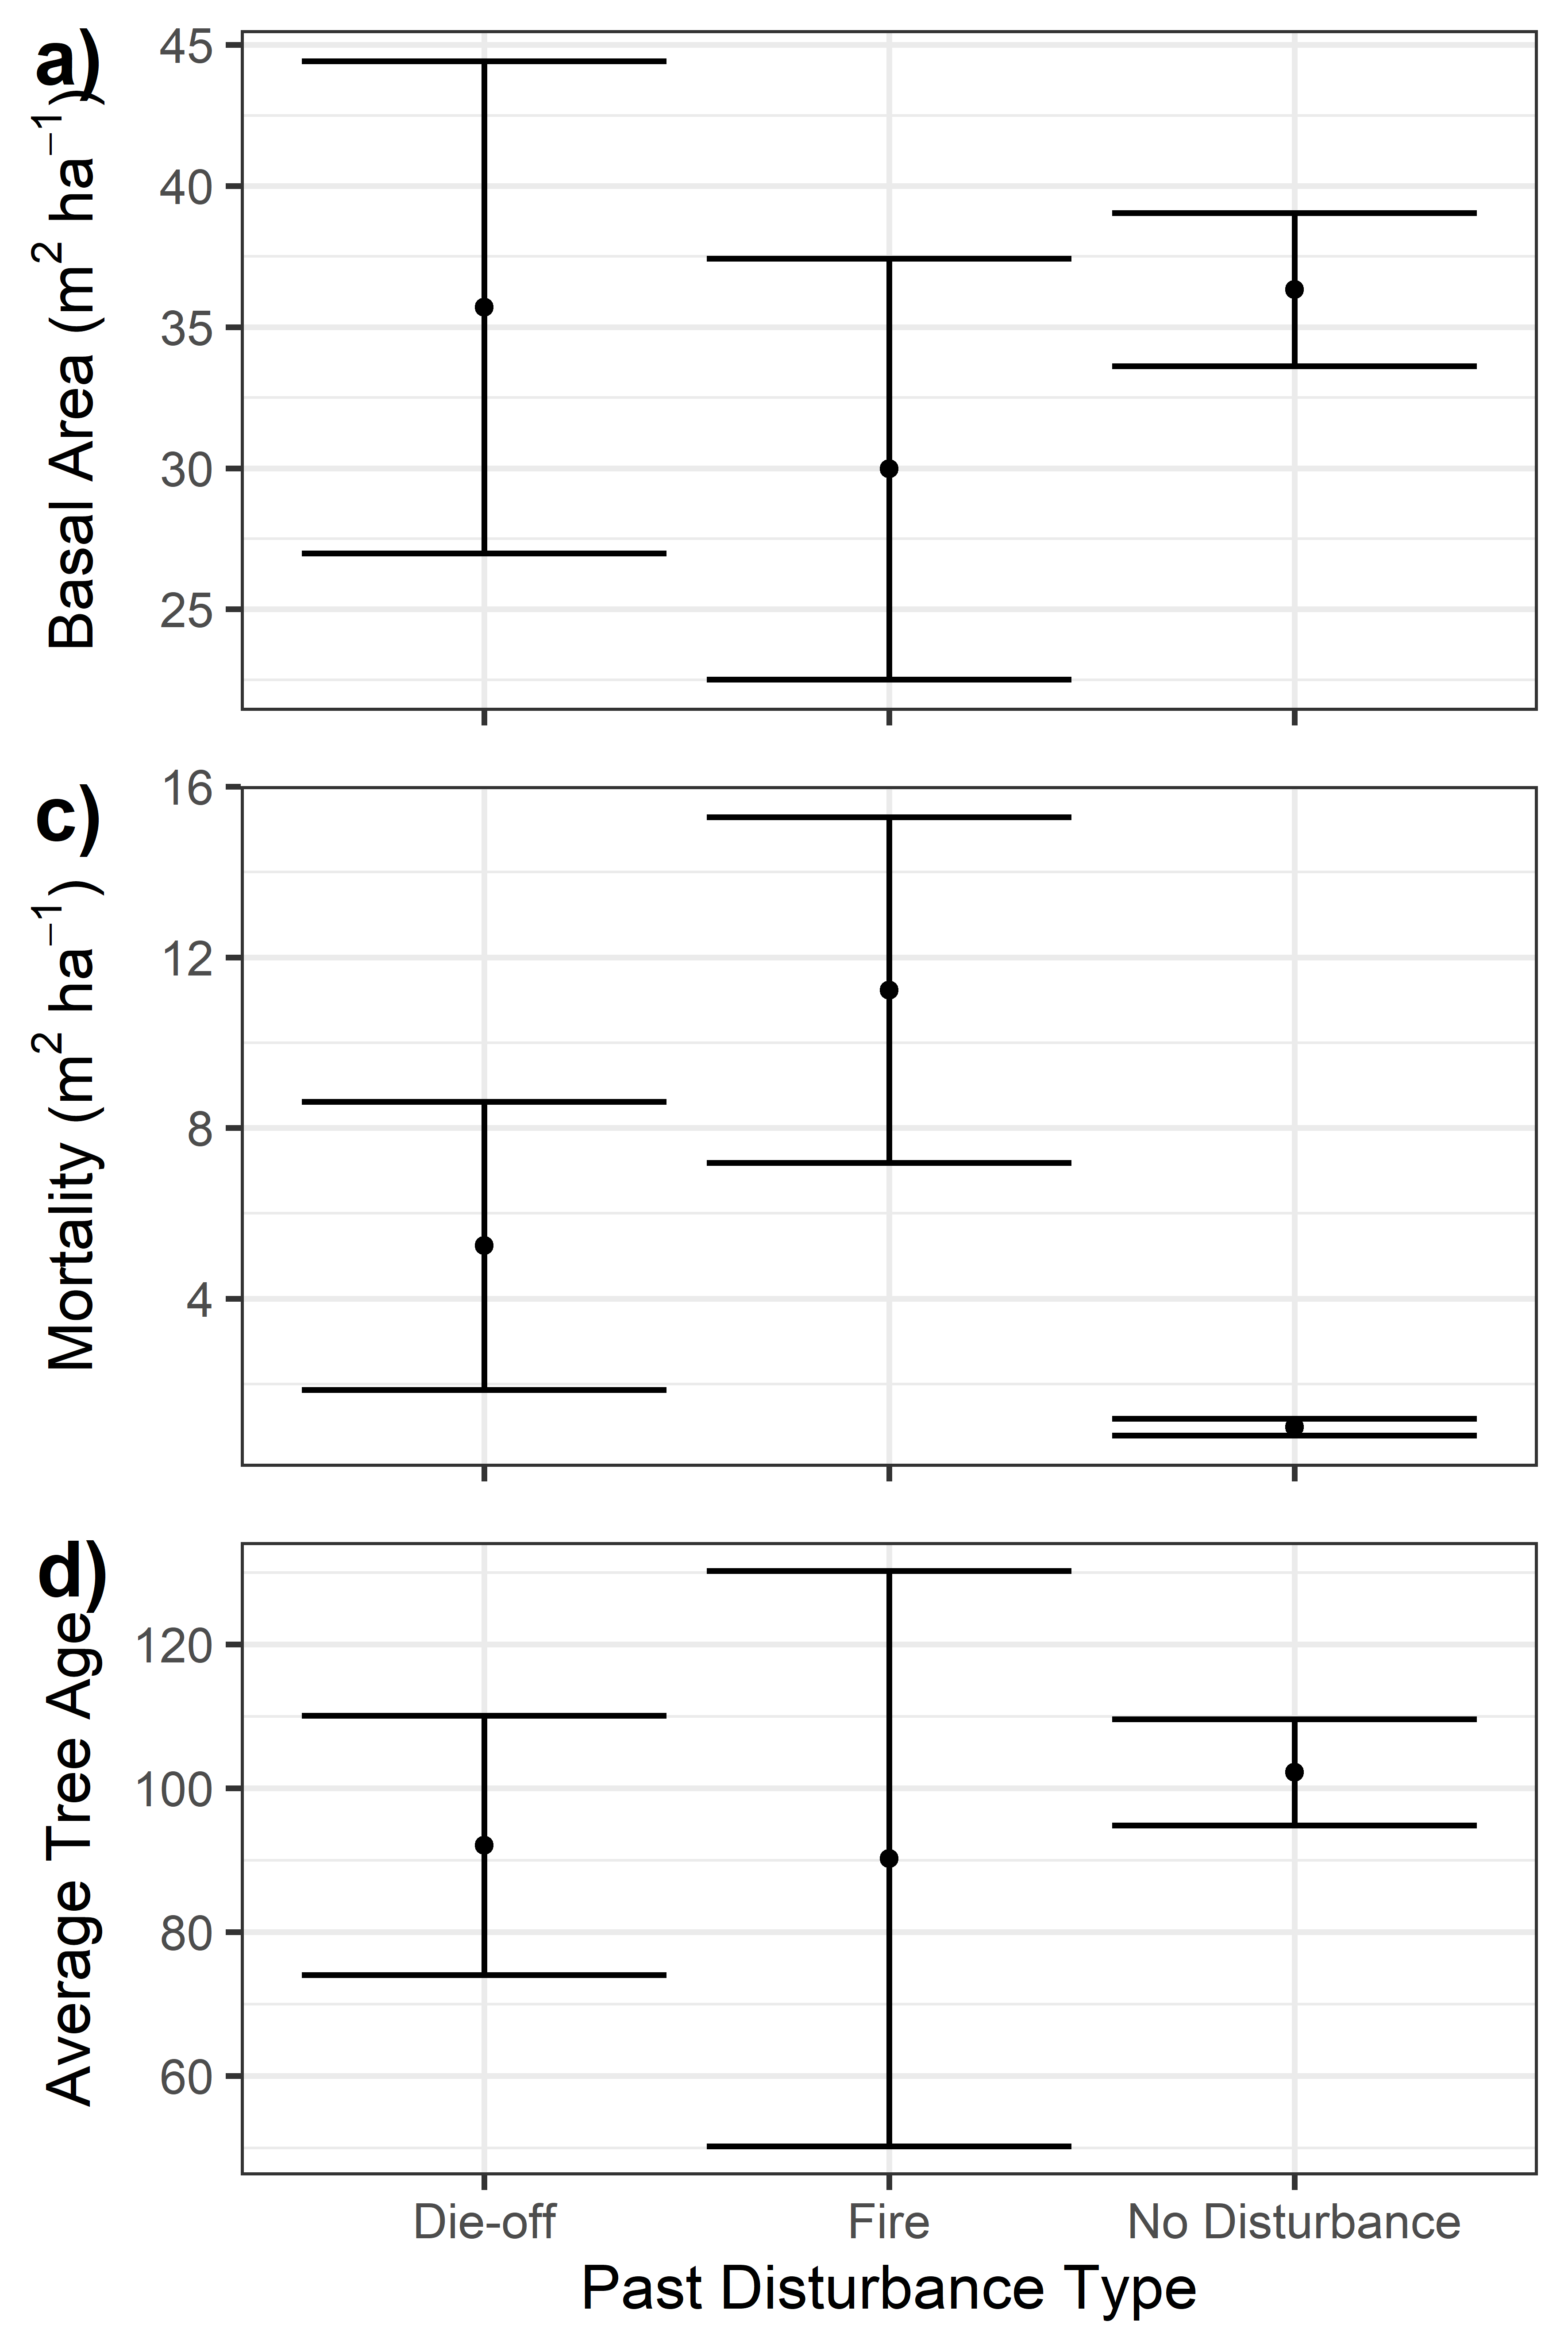 a)
Basal Area (m² ha⁻¹)
45
40
35
30
25
c)
Mortality (m² ha⁻¹)
16
12
8
4
d)
Average Tree Age
120
100
80
60
Die-off Fire No Disturbance
Past Disturbance Type